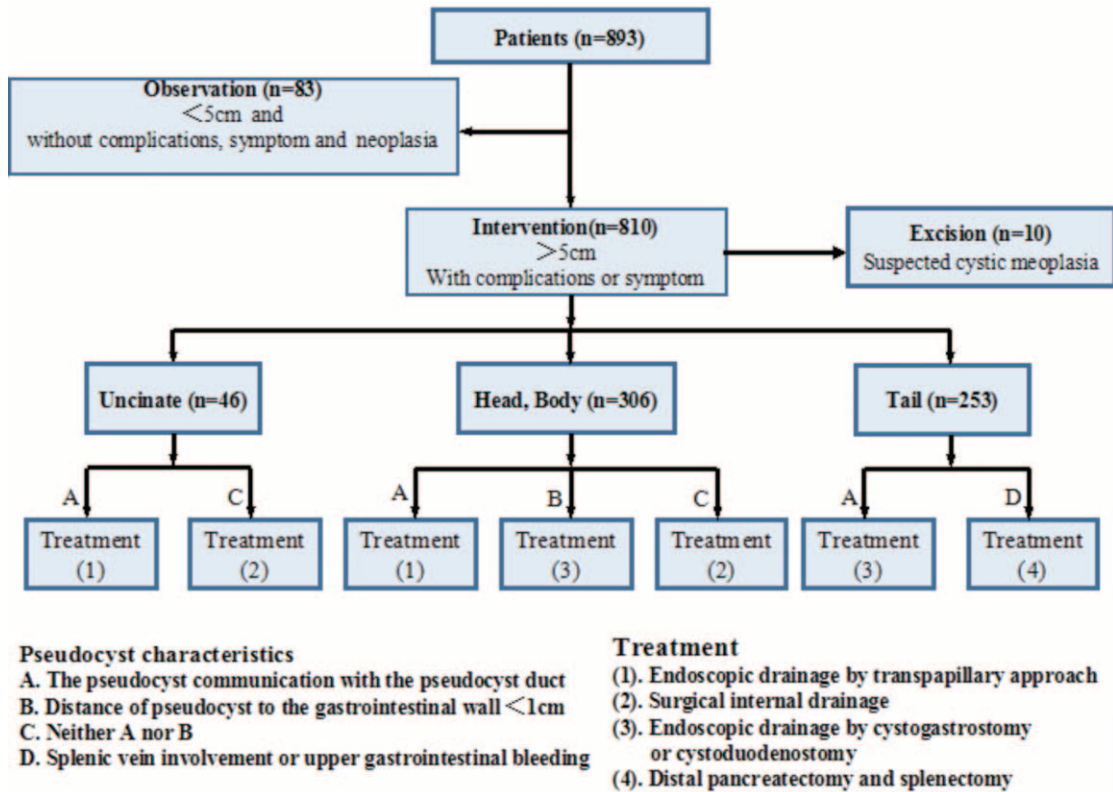 Patients (n=893)
Observation (n=83)
<5cm and
without complications, symptom and neoplasia
Intervention(n=810)
>5cm
With complications or symptom
Excision (n=10)
Suspected cystic meoplasia
Uncinate (n=46)
Head, Body (n=306)
Tail (n=253)
A
C
A
B
C
A
D
Treatment
(1)
Treatment
(2)
Treatment
(1)
Treatment
(3)
Treatment
(2)
Treatment
(3)
Treatment
(4)
Pseudocyst characteristics
A. The pseudocyst communication with the pseudocyst duct
B. Distance of pseudocyst to the gastrointestinal wall <1cm
C. Neither A nor B
D. Splenic vein involvement or upper gastrointestinal bleeding
Treatment
(1). Endoscopic drainage by transpapillary approach
(2). Surgical internal drainage
(3). Endoscopic drainage by cystogastrostomy
or cystoduodenostomy
(4). Distal pancreatectomy and splenectomy